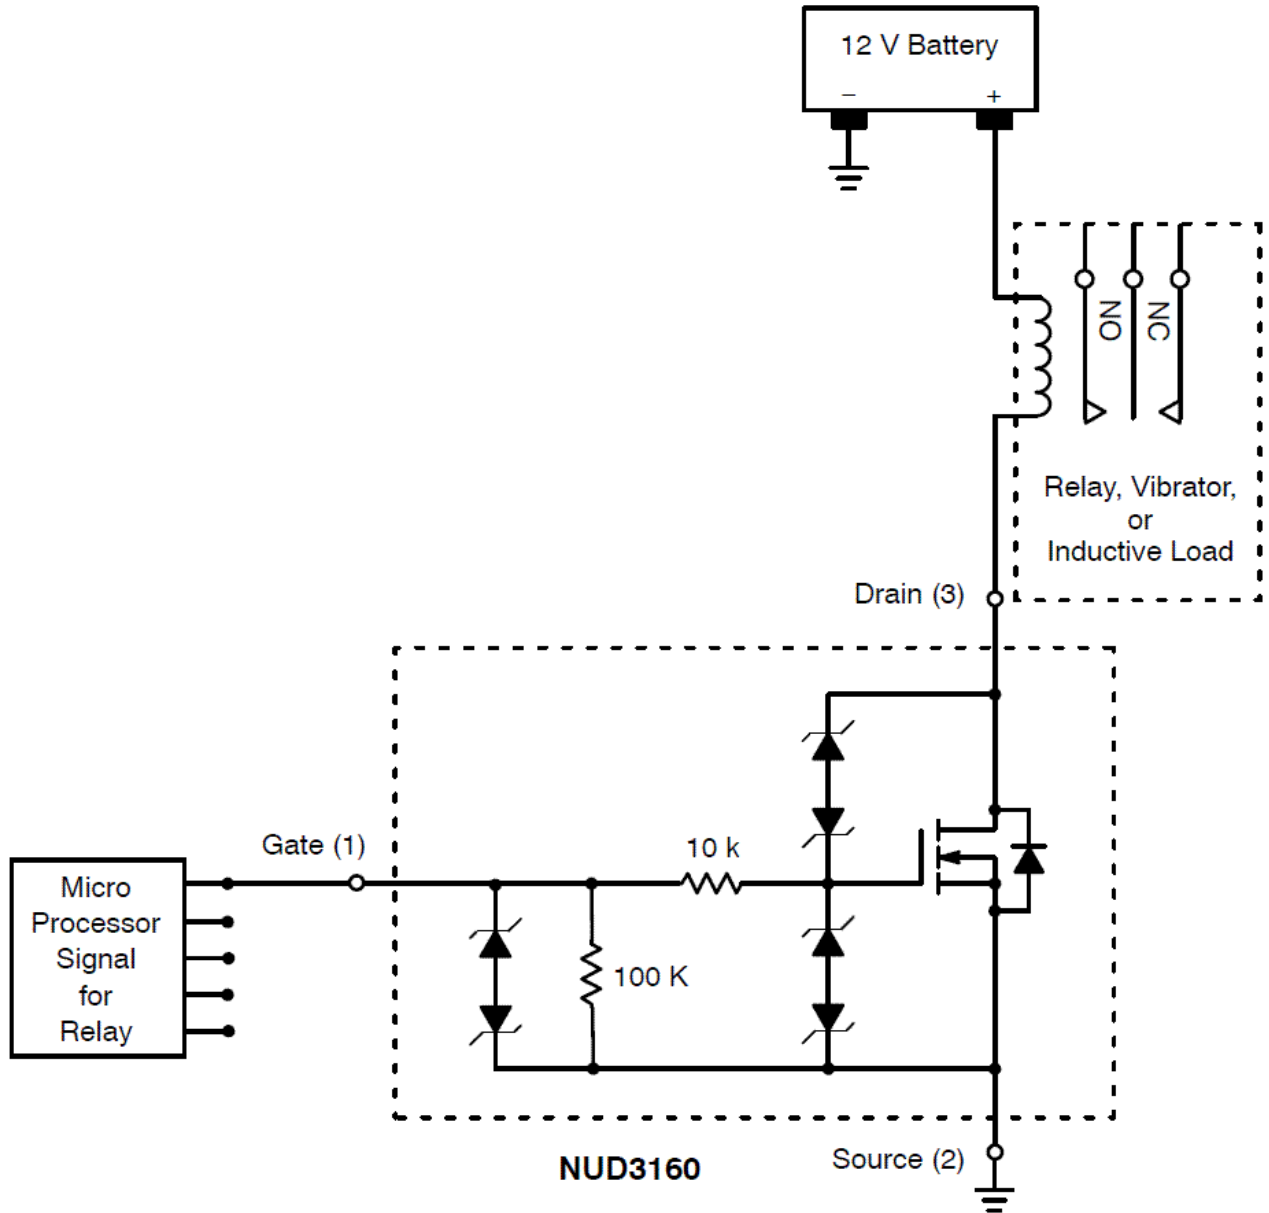 12 V Battery
– +
NO
NC
Relay, Vibrator,
or
Inductive Load
Drain (3)
Gate (1)
10 k
Micro
Processor
Signal
for
Relay
100 K
NUD3160
Source (2)